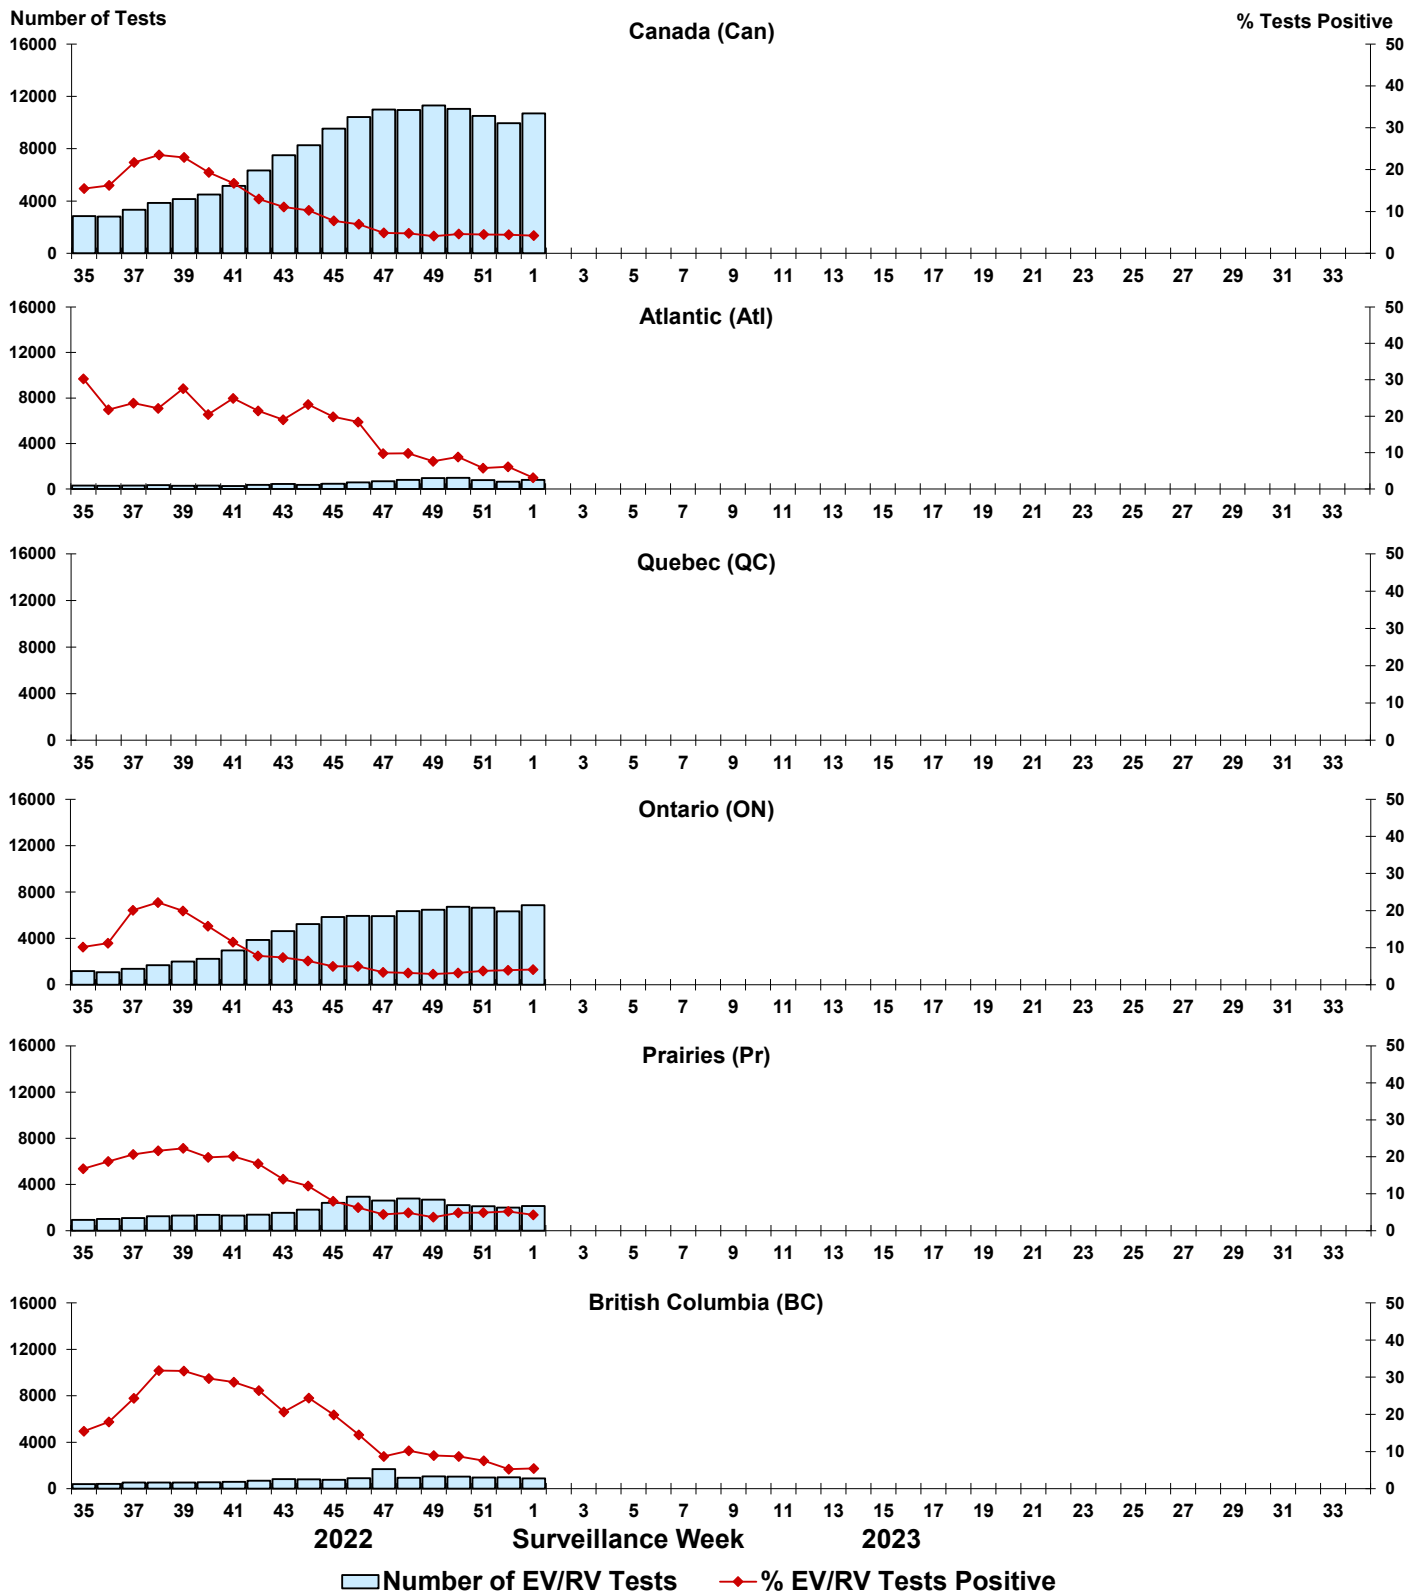 Number of Tests
% Tests Positive
Canada (Can)
16000 50
12000 40
8000 30
4000 20
0 10
0
35 37 39 41 43 45 47 49 51 1 3 5 7 9 11 13 15 17 19 21 23 25 27 29 31 33
Atlantic (Atl)
16000 50
12000 40
8000 30
4000 20
0 10
0
35 37 39 41 43 45 47 49 51 1 3 5 7 9 11 13 15 17 19 21 23 25 27 29 31 33
Quebec (QC)
16000 50
12000 40
8000 30
4000 20
0 10
0
35 37 39 41 43 45 47 49 51 1 3 5 7 9 11 13 15 17 19 21 23 25 27 29 31 33
Ontario (ON)
16000 50
12000 40
8000 30
4000 20
0 10
0
35 37 39 41 43 45 47 49 51 1 3 5 7 9 11 13 15 17 19 21 23 25 27 29 31 33
Prairies (Pr)
16000 50
12000 40
8000 30
4000 20
0 10
0
35 37 39 41 43 45 47 49 51 1 3 5 7 9 11 13 15 17 19 21 23 25 27 29 31 33
British Columbia (BC)
16000 50
12000 40
8000 30
4000 20
0 10
0
35 37 39 41 43 45 47 49 51 1 3 5 7 9 11 13 15 17 19 21 23 25 27 29 31 33
2022 Surveillance Week 2023
Number of EV/RV Tests % EV/RV Tests Positive